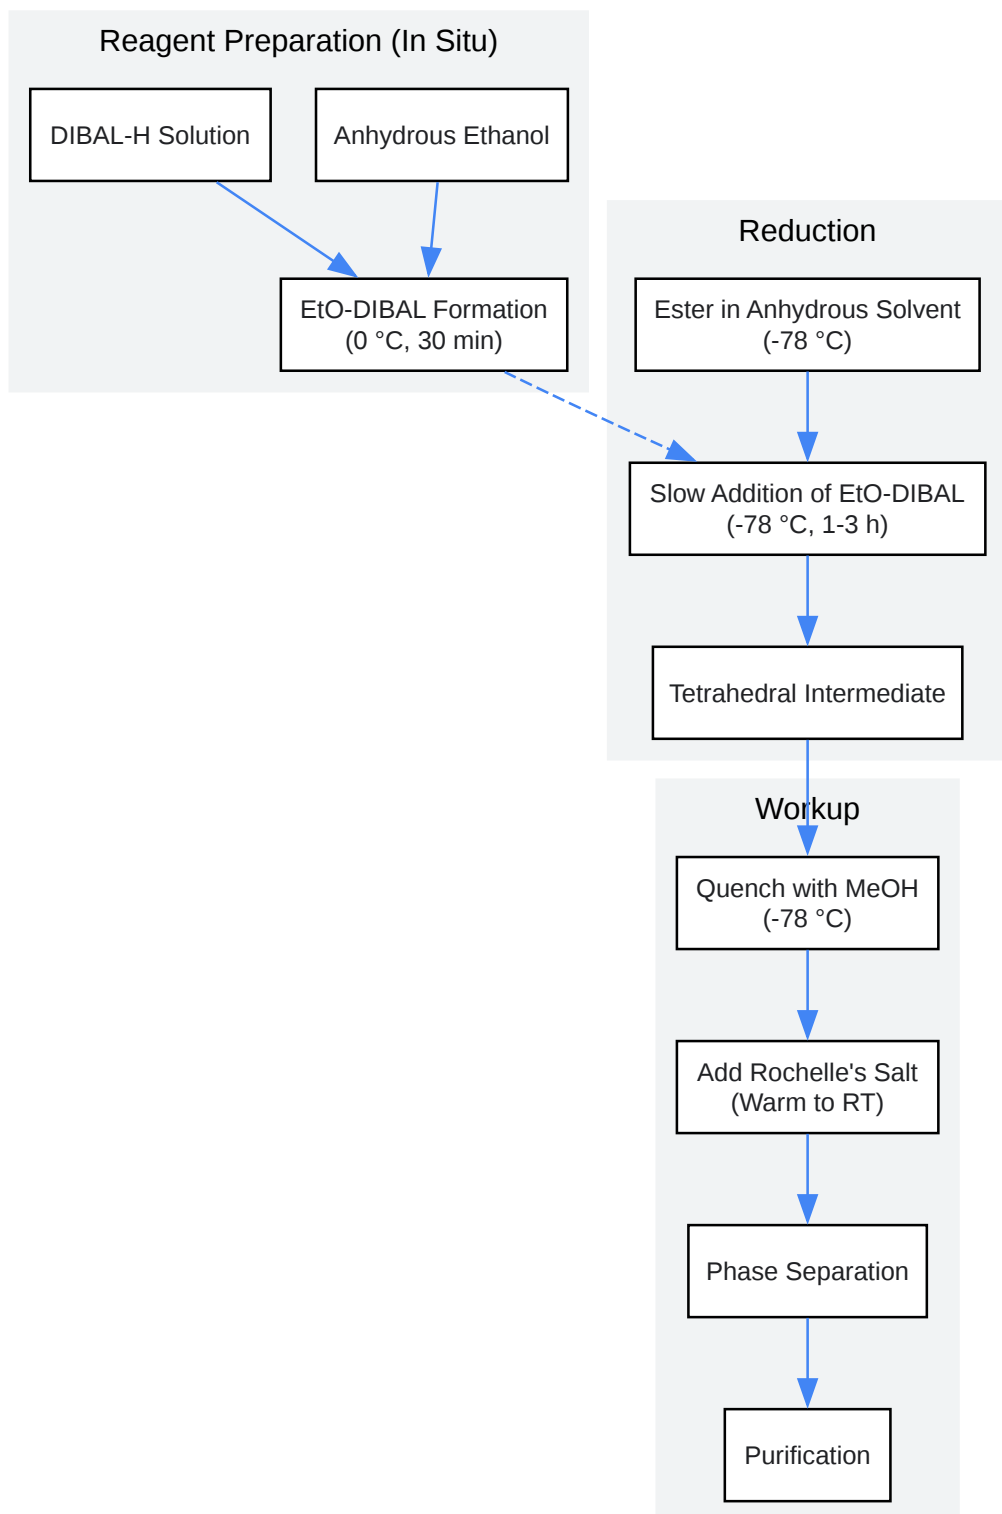 Reagent Preparation (In Situ)
DIBAL-H Solution
Anhydrous Ethanol
EtO-DIBAL Formation
(0 °C, 30 min)
Reduction
Ester in Anhydrous Solvent
(-78 °C)
Slow Addition of EtO-DIBAL
(-78 °C, 1-3 h)
Tetrahedral Intermediate
Workup
Quench with MeOH
(-78 °C)
Add Rochelle's Salt
(Warm to RT)
Phase Separation
Purification